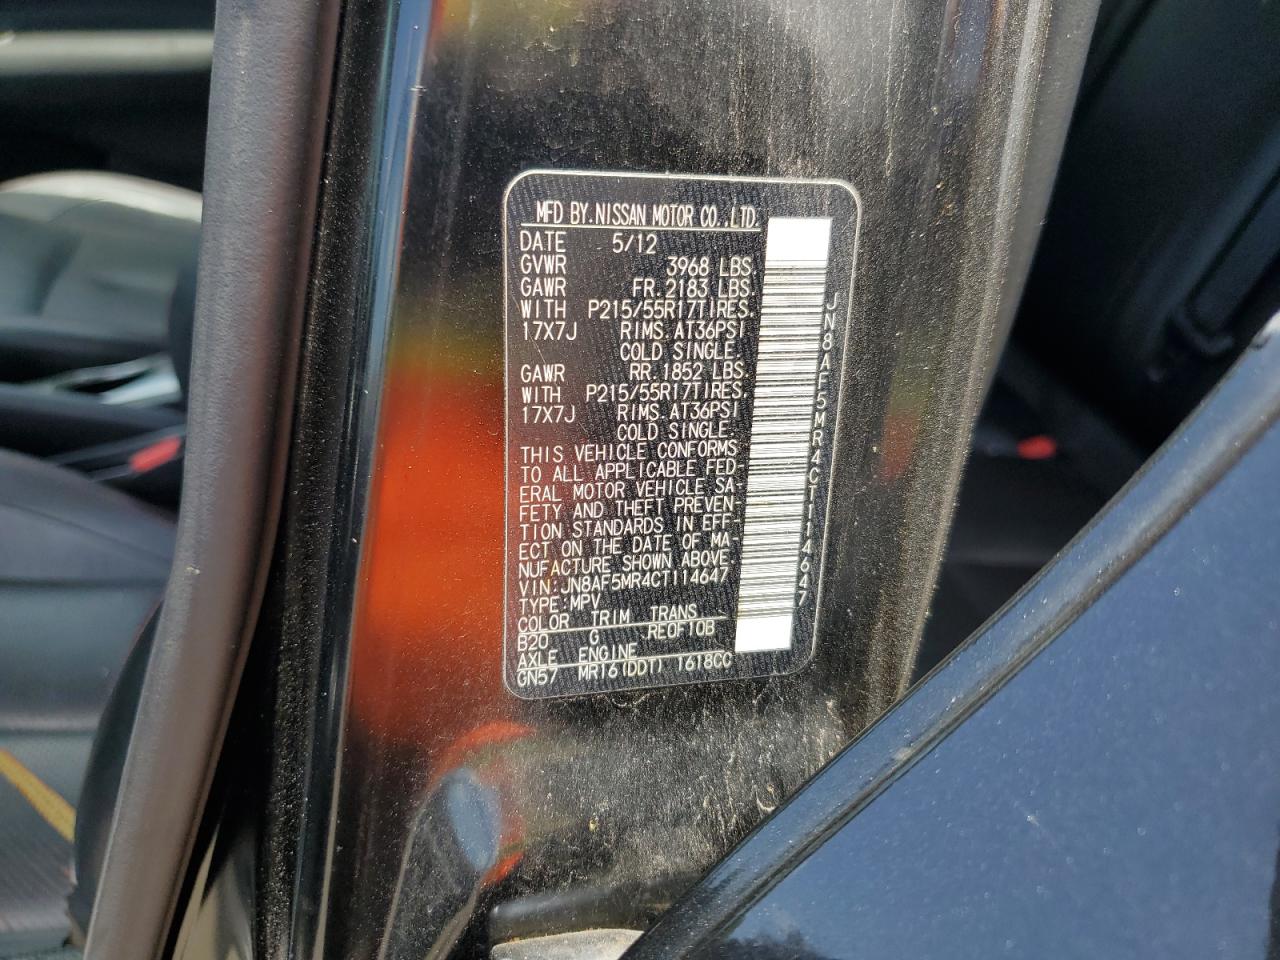 MFD BY.NISSAN MOTOR CO.,LTD.
DATE 5/12
GVWR 3968 LBS.
GAWR FR.2183 LBS.
WITH P215/55R17TIRES.
17X7J RIMS.AT36PSI
COLD SINGLE.
GAWR RR.1852 LBS.
WITH P215/55R17TIRES.
17X7J RIMS.AT36PSI
COLD SINGLE.
THIS VEHICLE CONFORMS
TO ALL APPLICABLE FED-
ERAL MOTOR VEHICLE SA-
FETY AND THEFT PREVEN-
TION STANDARDS IN EFF-
ECT ON THE DATE OF MA-
NUFACTURE SHOWN ABOVE
VIN:JN8AF5MR4CT114647
TYPE:MPV
COLOR TRIM TRANS
B20 G RE0F10B
AXLE ENGINE
GN57 MR16(DDT) 1618CC
JN8AF5MR4CT114647